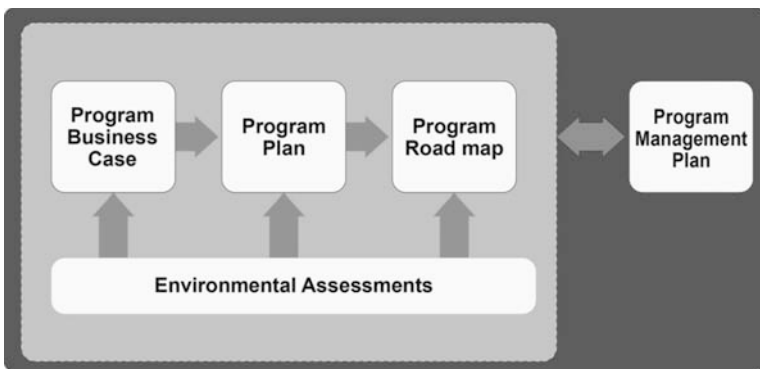 Program
Business
Case
Program
Plan
Program
Road map
Program
Management
Plan
Environmental Assessments